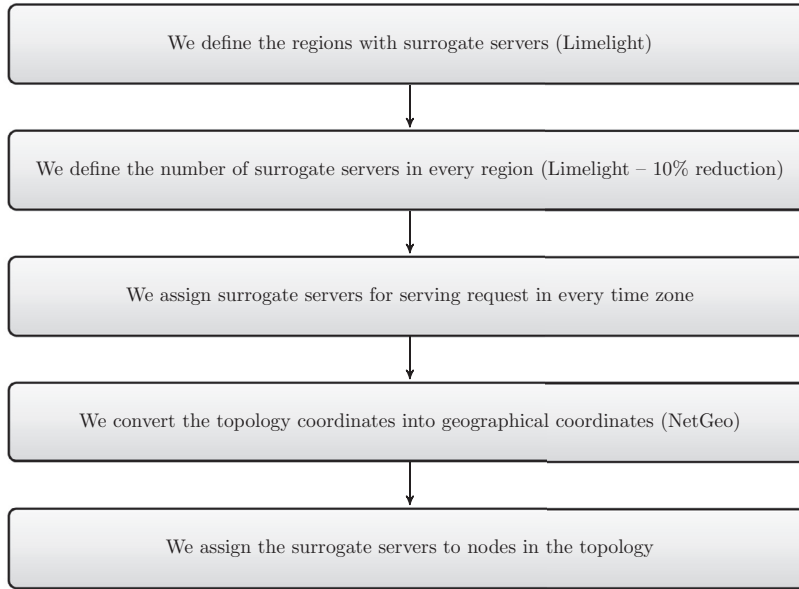 We define the regions with surrogate servers (Limelight)
We define the number of surrogate servers in every region (Limelight – 10% reduction)
We assign surrogate servers for serving request in every time zone
We convert the topology coordinates into geographical coordinates (NetGeo)
We assign the surrogate servers to nodes in the topology